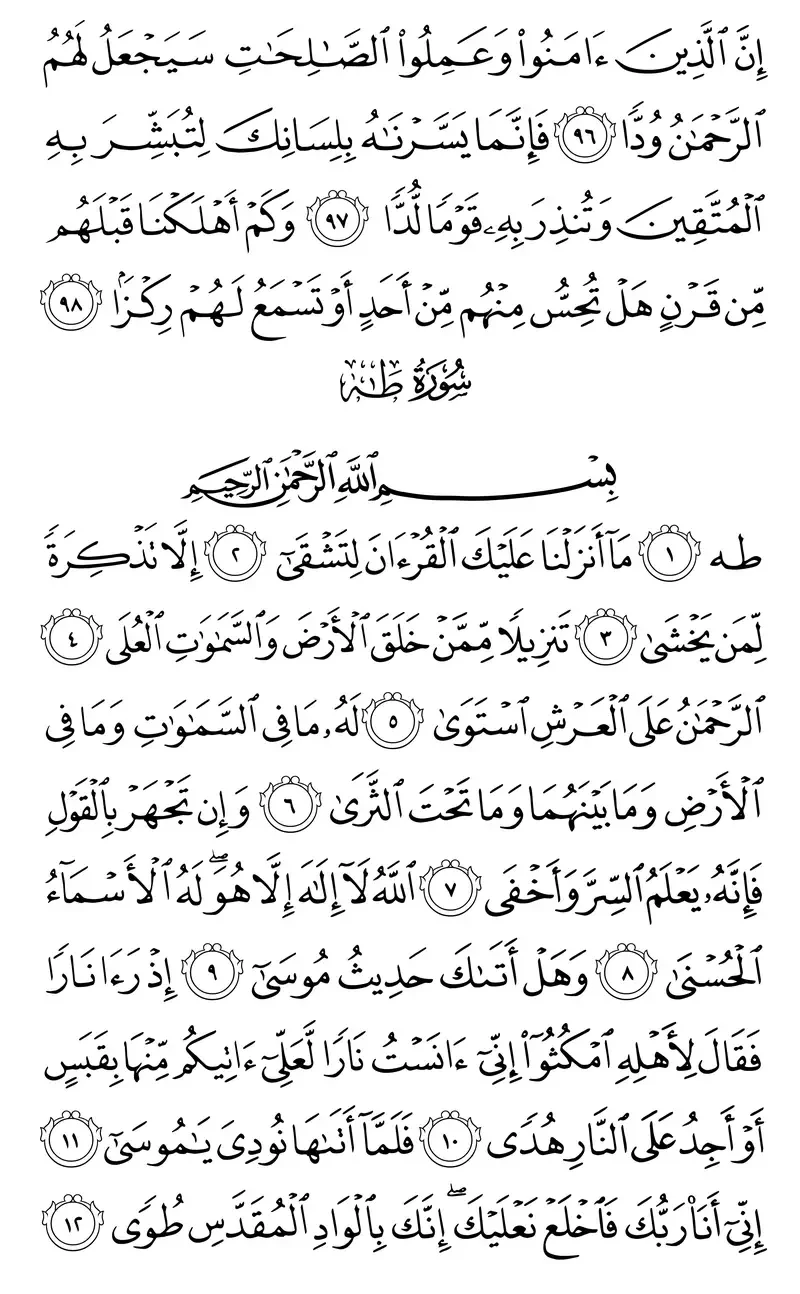 إِنَّ ٱلَّذِينَ ءَامَنُوا۟ وَعَمِلُوا۟ ٱلصَّـٰلِحَـٰتِ سَيَجْعَلُ لَهُمُ
ٱلرَّحْمَـٰنُ وُدًّا ٩٦ فَإِنَّمَا يَسَّرْنَـٰهُ بِلِسَانِكَ لِتُبَشِّرَ بِهِ
ٱلْمُتَّقِينَ وَتُنذِرَ بِهِۦ قَوْمًا لُّدًّا ٩٧ وَكَمْ أَهْلَكْنَا قَبْلَهُم
مِّن قَرْنٍ هَلْ تُحِسُّ مِنْهُم مِّنْ أَحَدٍ أَوْ تَسْمَعُ لَهُمْ رِكْزًۢا ٩٨
سُورَةُ طه
بِسْمِ ٱللَّهِ ٱلرَّحْمَـٰنِ ٱلرَّحِيمِ
طه ١ مَآ أَنزَلْنَا عَلَيْكَ ٱلْقُرْءَانَ لِتَشْقَىٰٓ ٢ إِلَّا تَذْكِرَةً
لِّمَن يَخْشَىٰ ٣ تَنزِيلًا مِّمَّنْ خَلَقَ ٱلْأَرْضَ وَٱلسَّمَـٰوَٰتِ ٱلْعُلَى ٤
ٱلرَّحْمَـٰنُ عَلَى ٱلْعَرْشِ ٱسْتَوَىٰ ٥ لَهُۥ مَا فِى ٱلسَّمَـٰوَٰتِ وَمَا فِى
ٱلْأَرْضِ وَمَا بَيْنَهُمَا وَمَا تَحْتَ ٱلثَّرَىٰ ٦ وَإِن تَجْهَرْ بِٱلْقَوْلِ
فَإِنَّهُۥ يَعْلَمُ ٱلسِّرَّ وَأَخْفَى ٧ ٱللَّهُ لَآ إِلَـٰهَ إِلَّا هُوَ ۖ لَهُ ٱلْأَسْمَآءُ
ٱلْحُسْنَىٰ ٨ وَهَلْ أَتَىٰكَ حَدِيثُ مُوسَىٰٓ ٩ إِذْ رَءَا نَارًا
فَقَالَ لِأَهْلِهِ ٱمْكُثُوٓا۟ إِنِّىٓ ءَانَسْتُ نَارًا لَّعَلِّىٓ ءَاتِيكُم مِّنْهَا بِقَبَسٍ
أَوْ أَجِدُ عَلَى ٱلنَّارِ هُدًى ١٠ فَلَمَّآ أَتَىٰهَا نُودِىَ يَـٰمُوسَىٰٓ ١١
إِنِّىٓ أَنَا۠ رَبُّكَ فَٱخْلَعْ نَعْلَيْكَ ۖ إِنَّكَ بِٱلْوَادِ ٱلْمُقَدَّسِ طُوًى ١٢